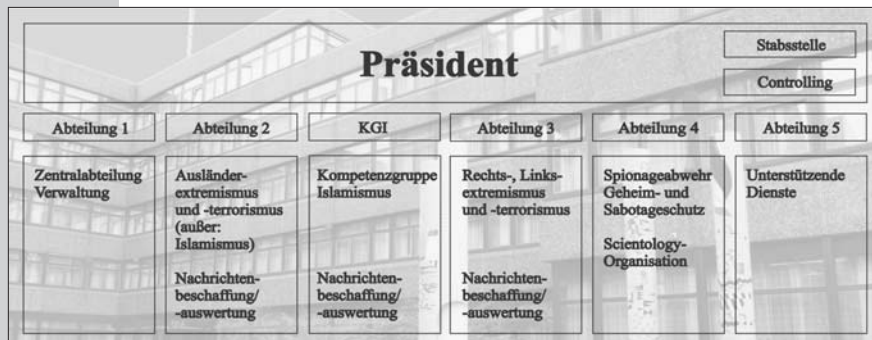 Präsident
Stabsstelle
Controlling
Abteilung 1
Abteilung 2
KGI
Abteilung 3
Abteilung 4
Abteilung 5
Zentralabteilung
Verwaltung
Ausländer-
extremismus
und -terrorismus
(außer:
Islamismus)
Nachrichten-
beschaffung/
-auswertung
Kompetenzgruppe
Islamismus
Nachrichten-
beschaffung/
-auswertung
Rechts-, Links-
extremismus
und -terrorismus
Nachrichten-
beschaffung/
-auswertung
Spionageabwehr
Geheim- und
Sabotageschutz
Scientology-
Organisation
Unterstützende
Dienste